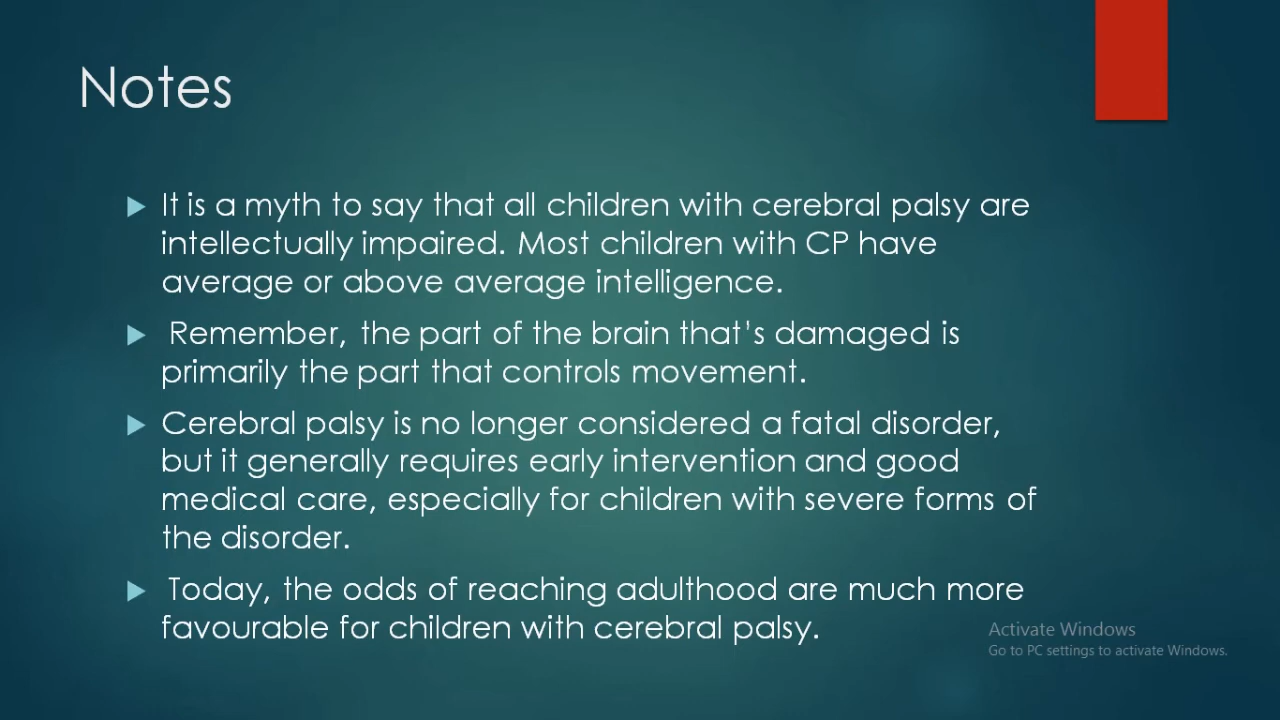 Notes
It is a myth to say that all children with cerebral palsy are
intellectually impaired. Most children with CP have
average or above average intelligence.
Remember, the part of the brain that's damaged is
primarily the part that controls movement.
Cerebral palsy is no longer considered a fatal disorder,
but it generally requires early intervention and good
medical care, especially for children with severe forms of
the disorder.
Today, the odds of reaching adulthood are much more
favourable for children with cerebral palsy.
Activate Windows
Go to PC settings to activate Windows.